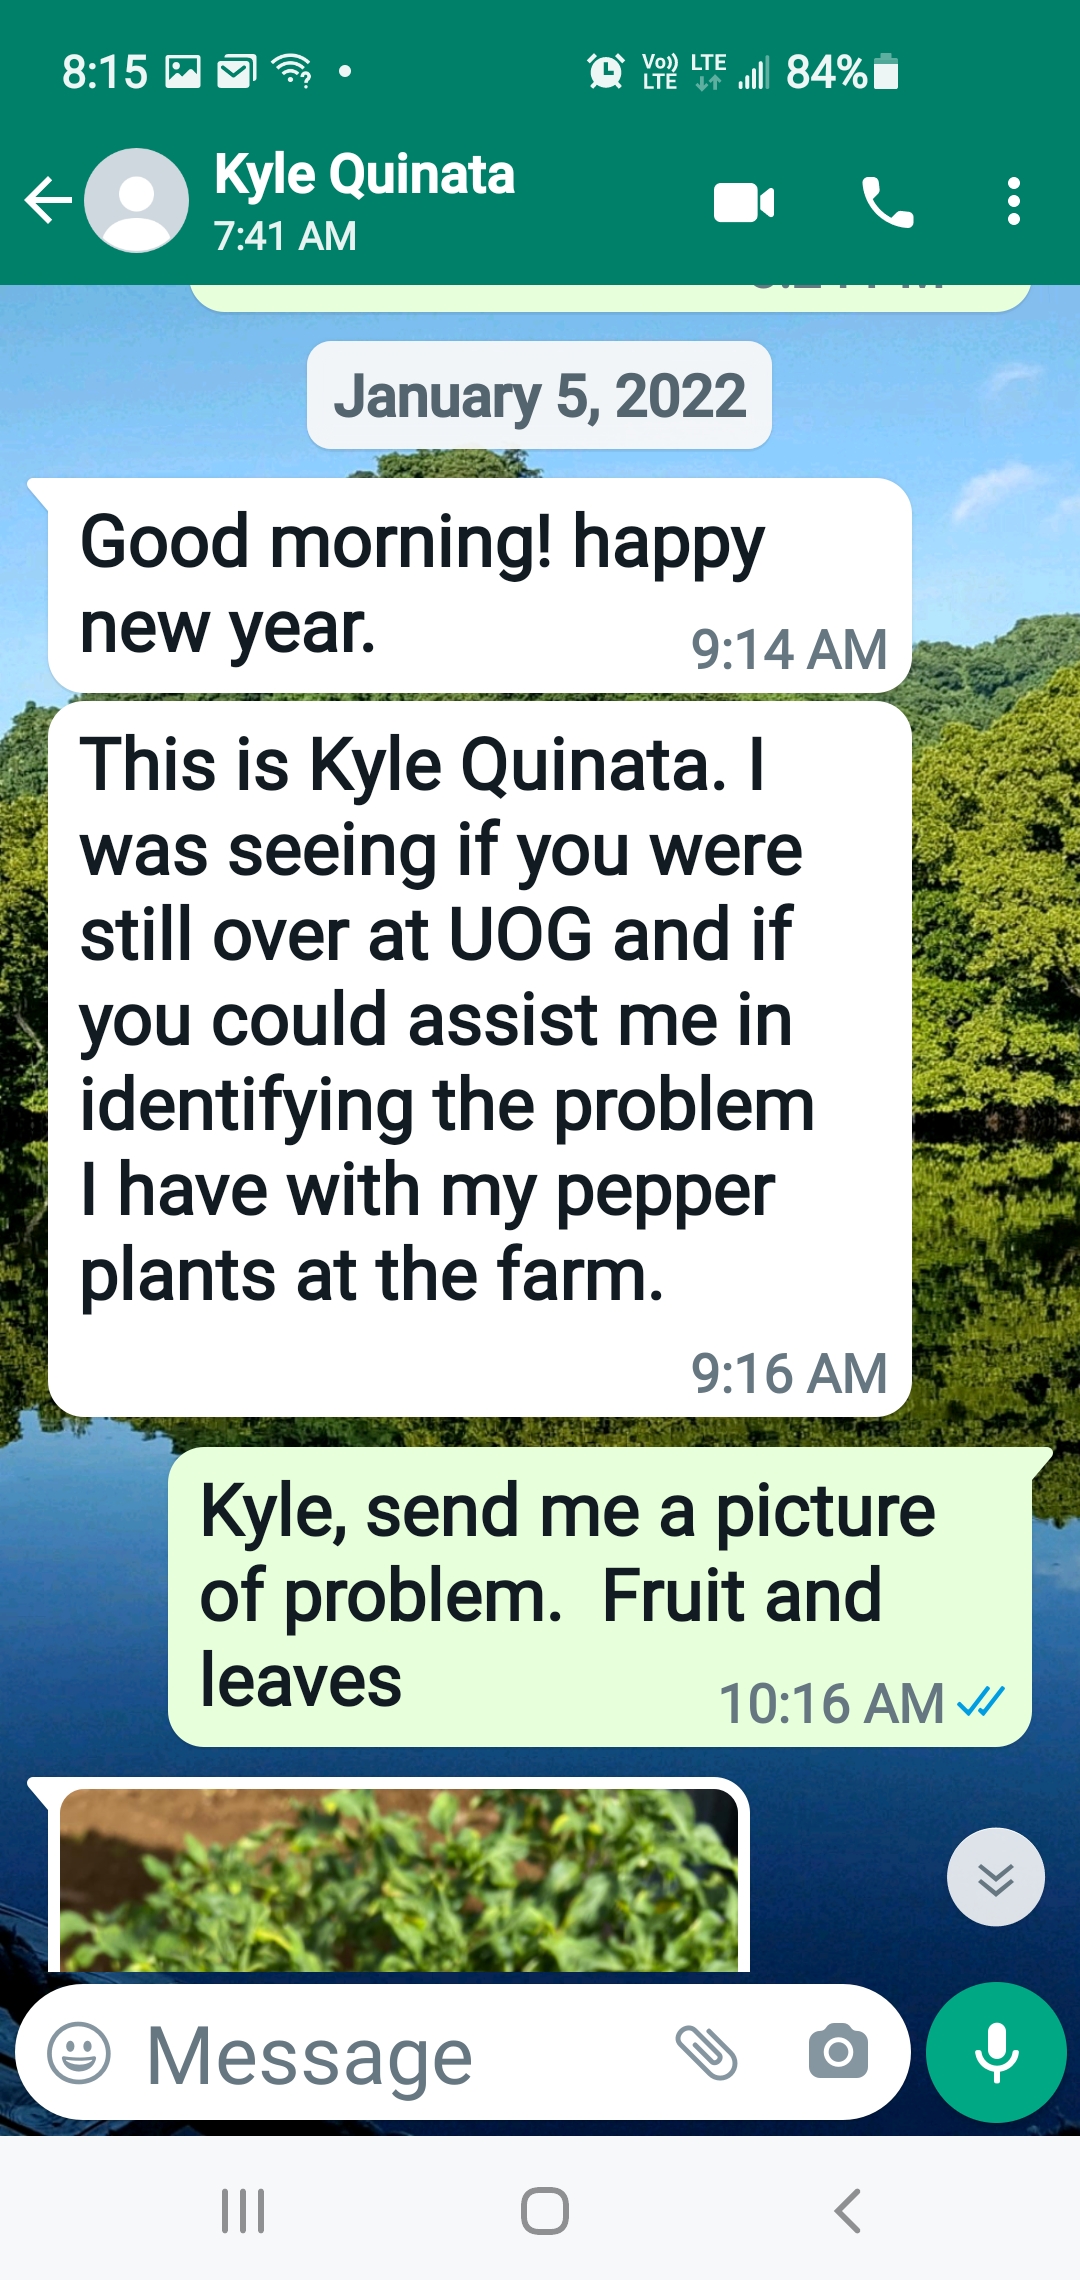 8:15
Vo)) LTE
LTE
84%
Kyle Quinata
7:41 AM
January 5, 2022
Good morning! happy
new year.
9:14 AM
This is Kyle Quinata. I
was seeing if you were
still over at UOG and if
you could assist me in
identifying the problem
I have with my pepper
plants at the farm.
9:16 AM
Kyle, send me a picture
of problem.  Fruit and
leaves
10:16 AM
Message